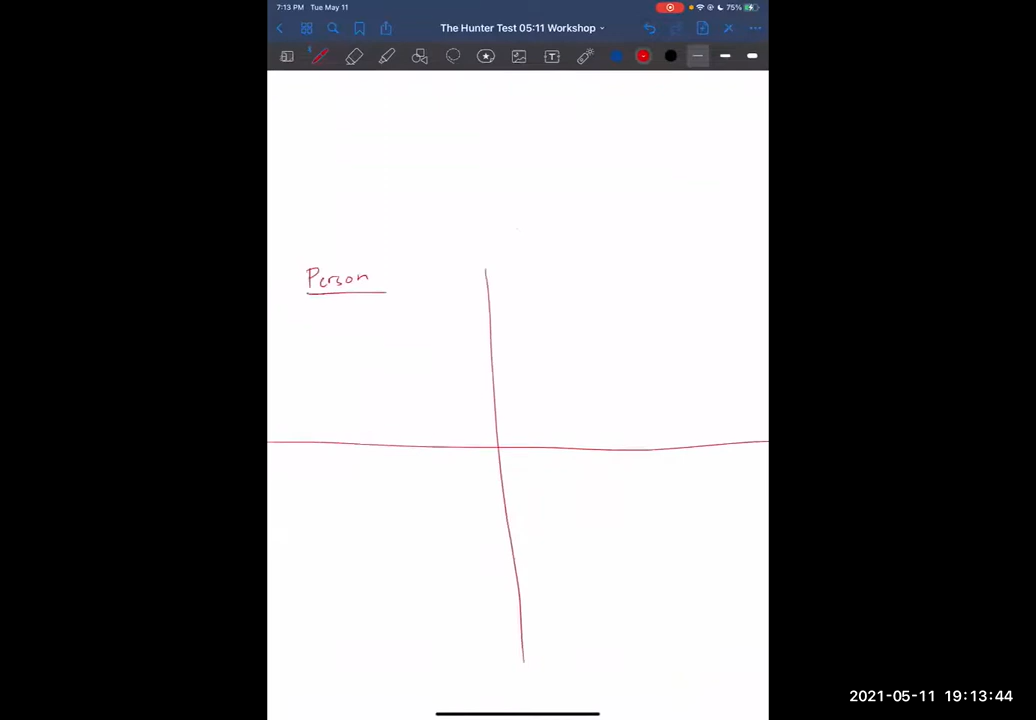 7:13 PM Tue May 11
75%
The Hunter Test 05:11 Workshop
Person
2021-05-11 19:13:44